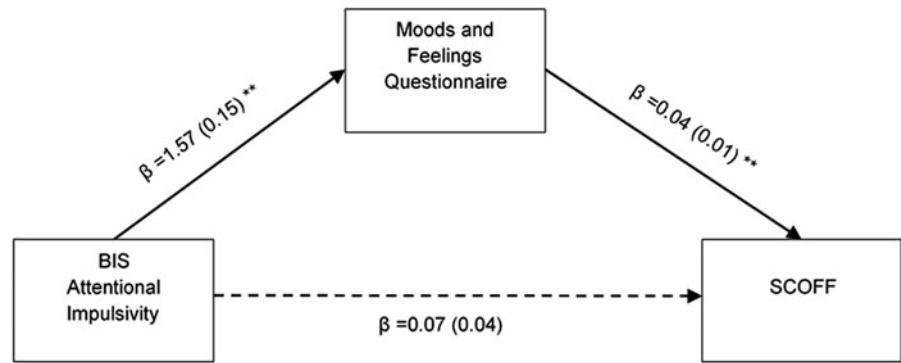 Moods and
Feelings
Questionnaire
β =1.57 (0.15) **
β =0.04 (0.01) **
BIS
Attentional
Impulsivity
SCOFF
β =0.07 (0.04)